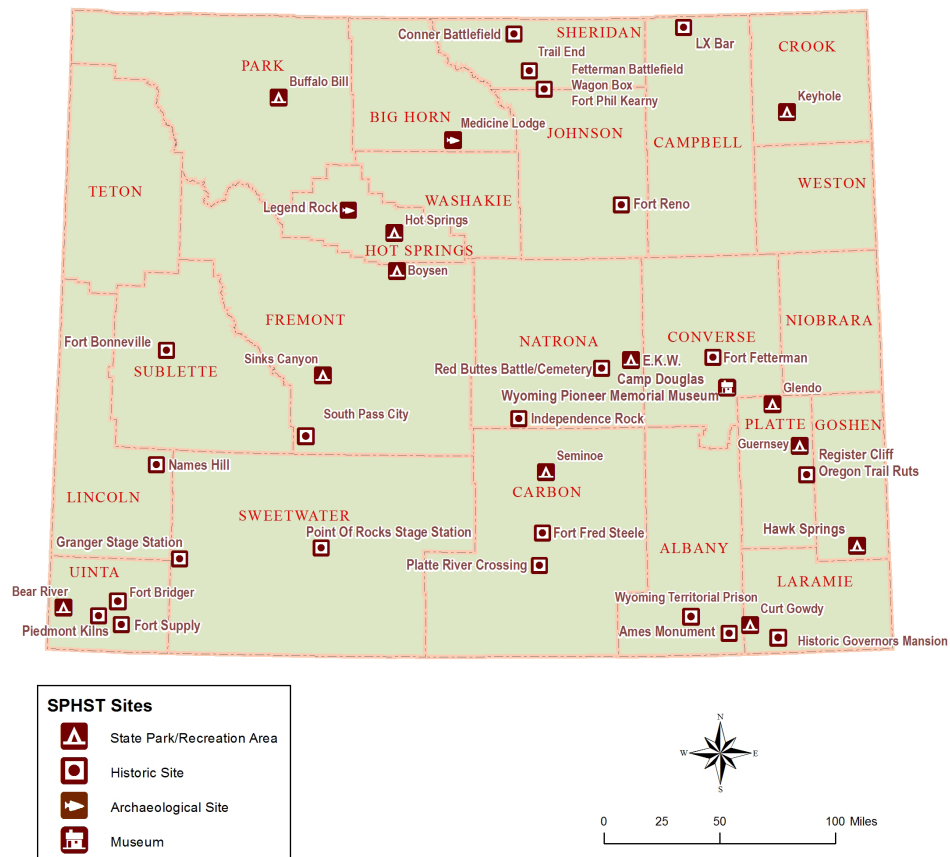 Conner Battlefield
SHERIDAN
LX Bar
CROOK
Trail End
PARK
Buffalo Bill
Fetterman Battlefield
Wagon Box
Fort Phil Kearny
Keyhole
BIG HORN
Medicine Lodge
JOHNSON
CAMPBELL
TETON
WESTON
WASHAKIE
Legend Rock
Fort Reno
Hot Springs
HOT SPRINGS
Boysen
FREMONT
NIOBRARA
Fort Bonneville
SUBLETTE
Sinks Canyon
NATRONA
CONVERSE
Red Buttes Battle/Cemetery
E.K.W.
Fort Fetterman
Camp Douglas
Wyoming Pioneer Memorial Museum
Glendo
South Pass City
Independence Rock
PLATTE
GOSHEN
Guernsey
Register Cliff
Oregon Trail Ruts
Names Hill
Seminoe
LINCOLN
CARBON
SWEETWATER
Point Of Rocks Stage Station
Fort Fred Steele
Hawk Springs
Granger Stage Station
ALBANY
Platte River Crossing
UINTA
LARAMIE
Bear River
Fort Bridger
Wyoming Territorial Prison
Curt Gowdy
Piedmont Kilns
Fort Supply
Ames Monument
Historic Governors Mansion
SPHST Sites
State Park/Recreation Area
Historic Site
Archaeological Site
Museum
N
W
E
S
0 25 50 100 Miles